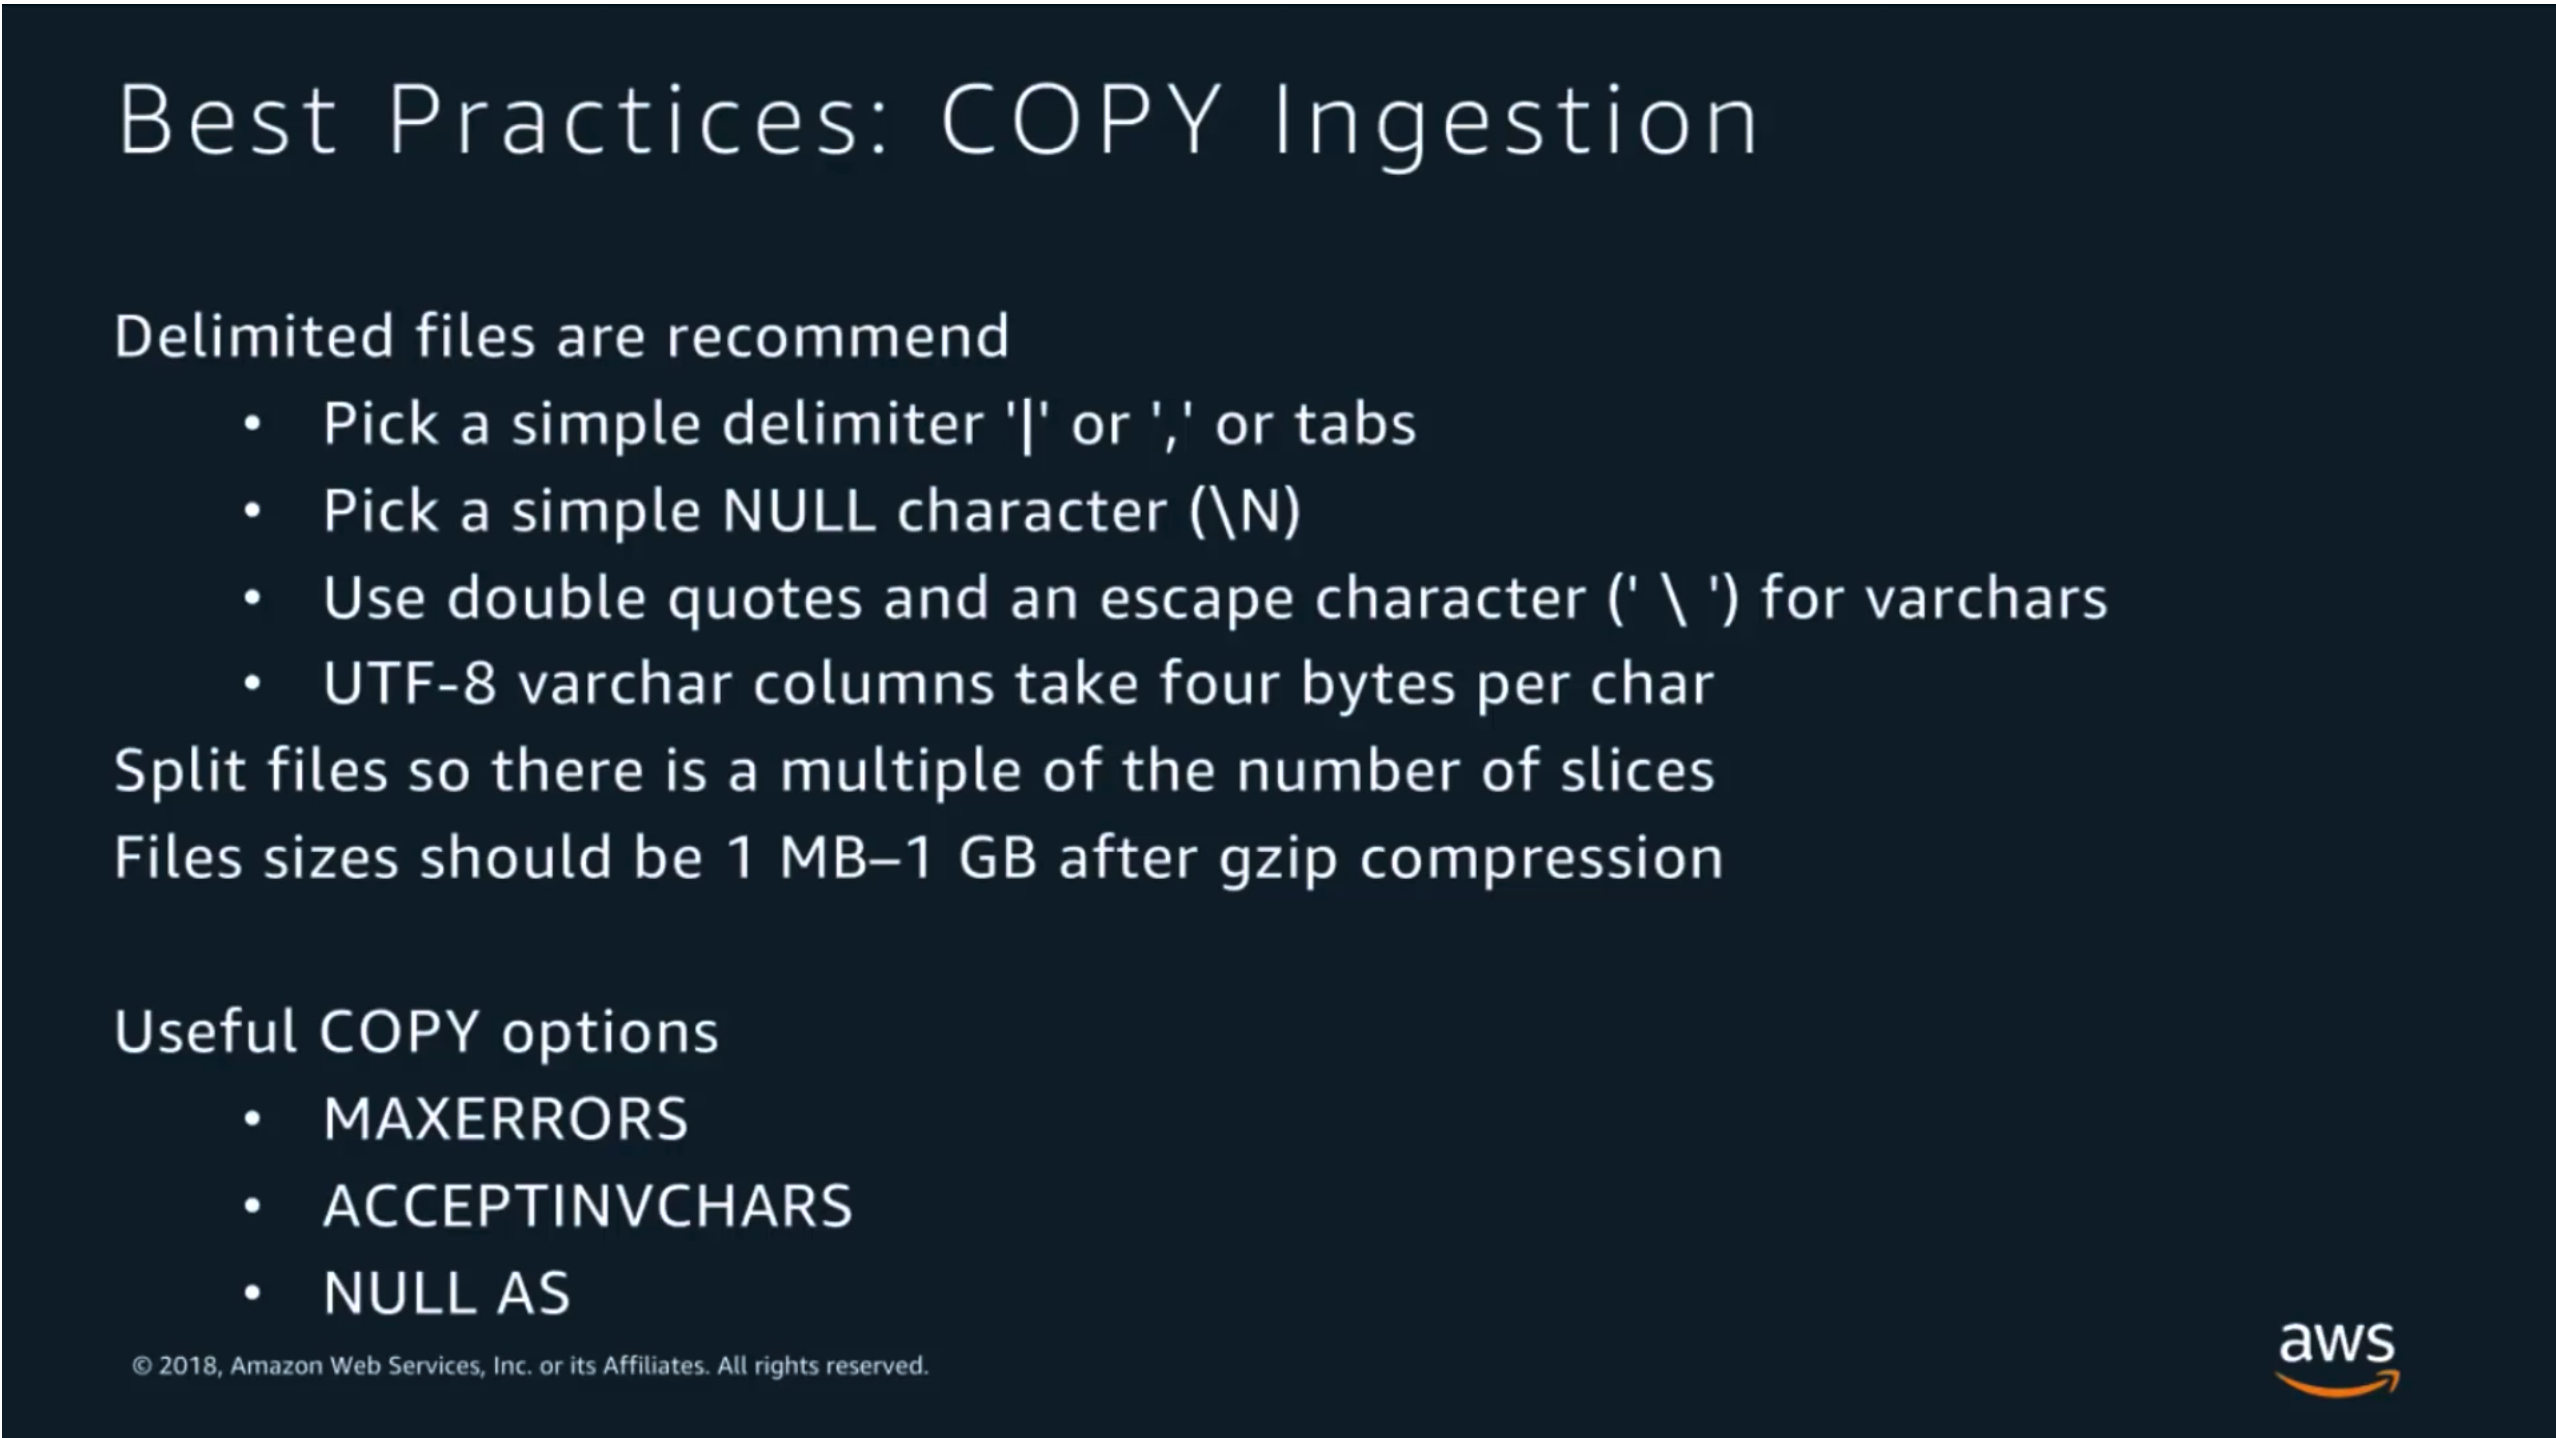 Best Practices: COPY Ingestion
Delimited files are recommend
• Pick a simple delimiter '|' or ',' or tabs
• Pick a simple NULL character (\N)
• Use double quotes and an escape character (' \ ') for varchars
• UTF-8 varchar columns take four bytes per char
Split files so there is a multiple of the number of slices
Files sizes should be 1 MB–1 GB after gzip compression
Useful COPY options
• MAXERRORS
• ACCEPTINVCHARS
• NULL AS
© 2018, Amazon Web Services, Inc. or its Affiliates. All rights reserved.
aws